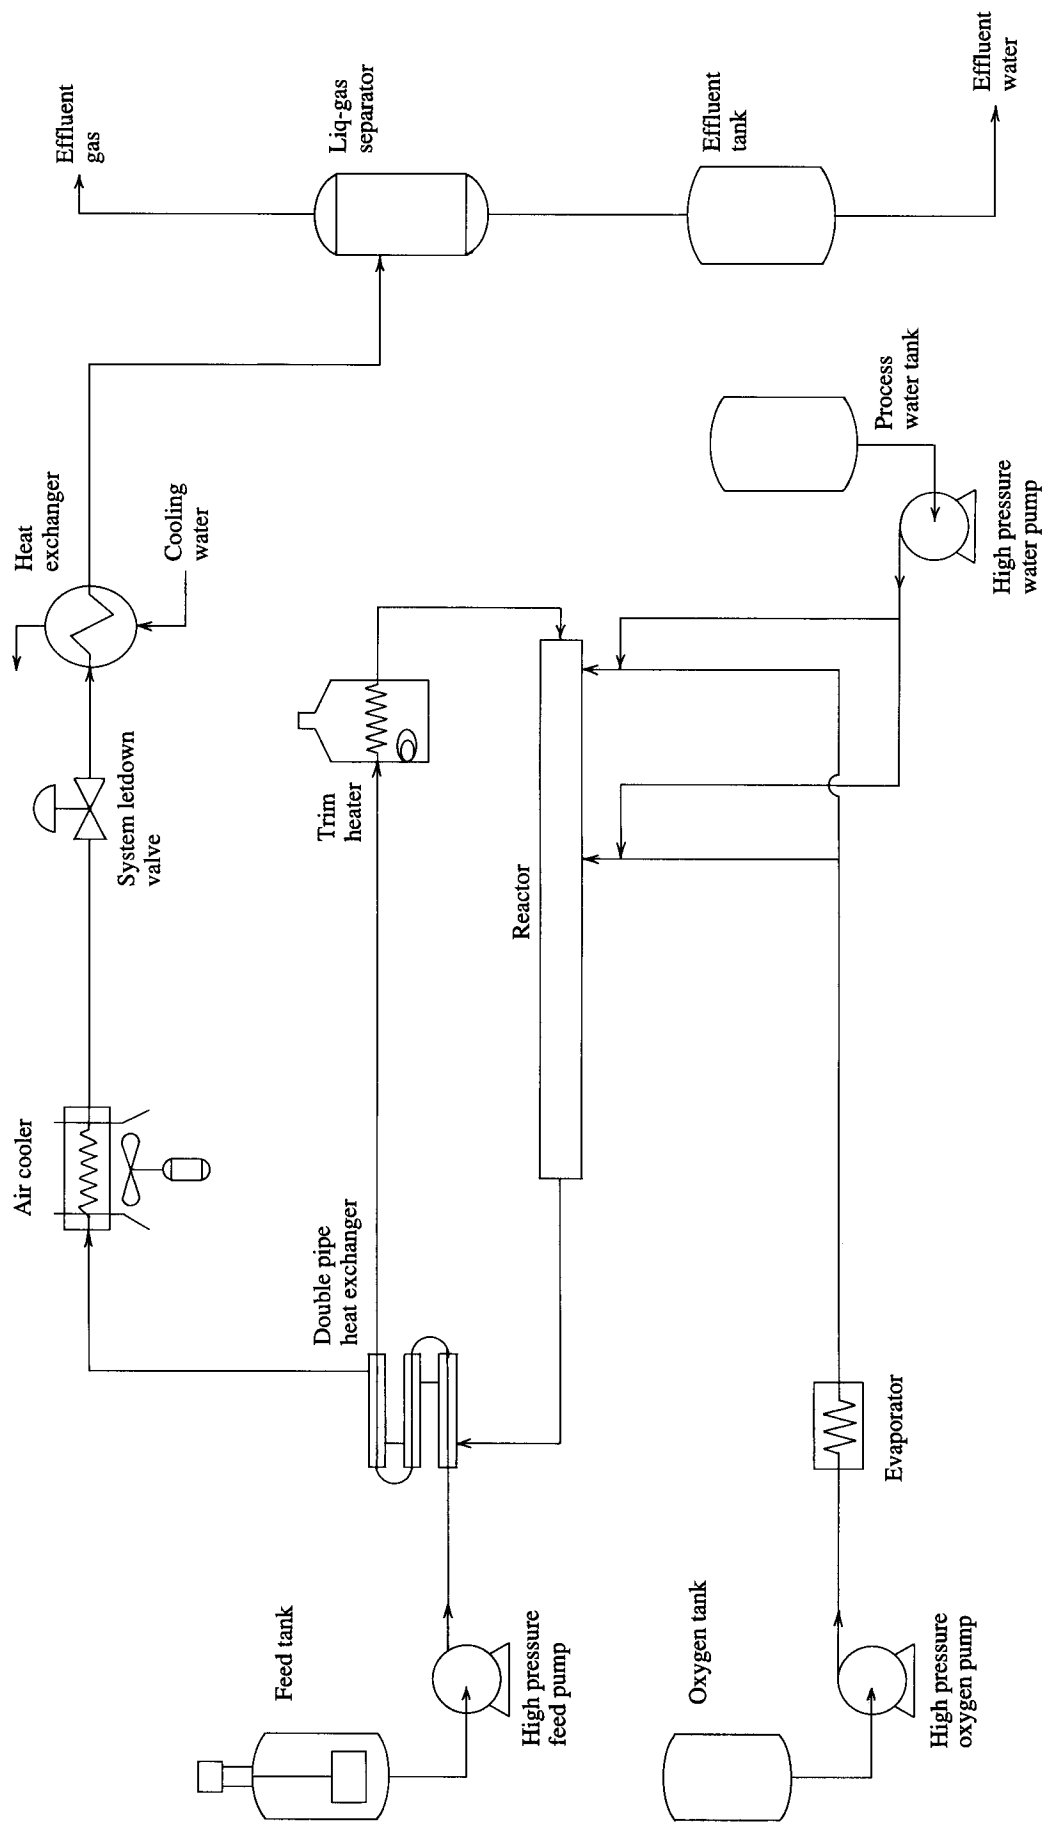 Effluent
gas
Liq-gas
separator
Effluent
tank
Effluent
water
Heat
exchanger
Cooling
water
Process
water tank
High pressure
water pump
System letdown
valve
Trim
heater
Reactor
Air cooler
Double pipe
heat exchanger
Evaporator
Feed tank
High pressure
feed pump
Oxygen tank
High pressure
oxygen pump